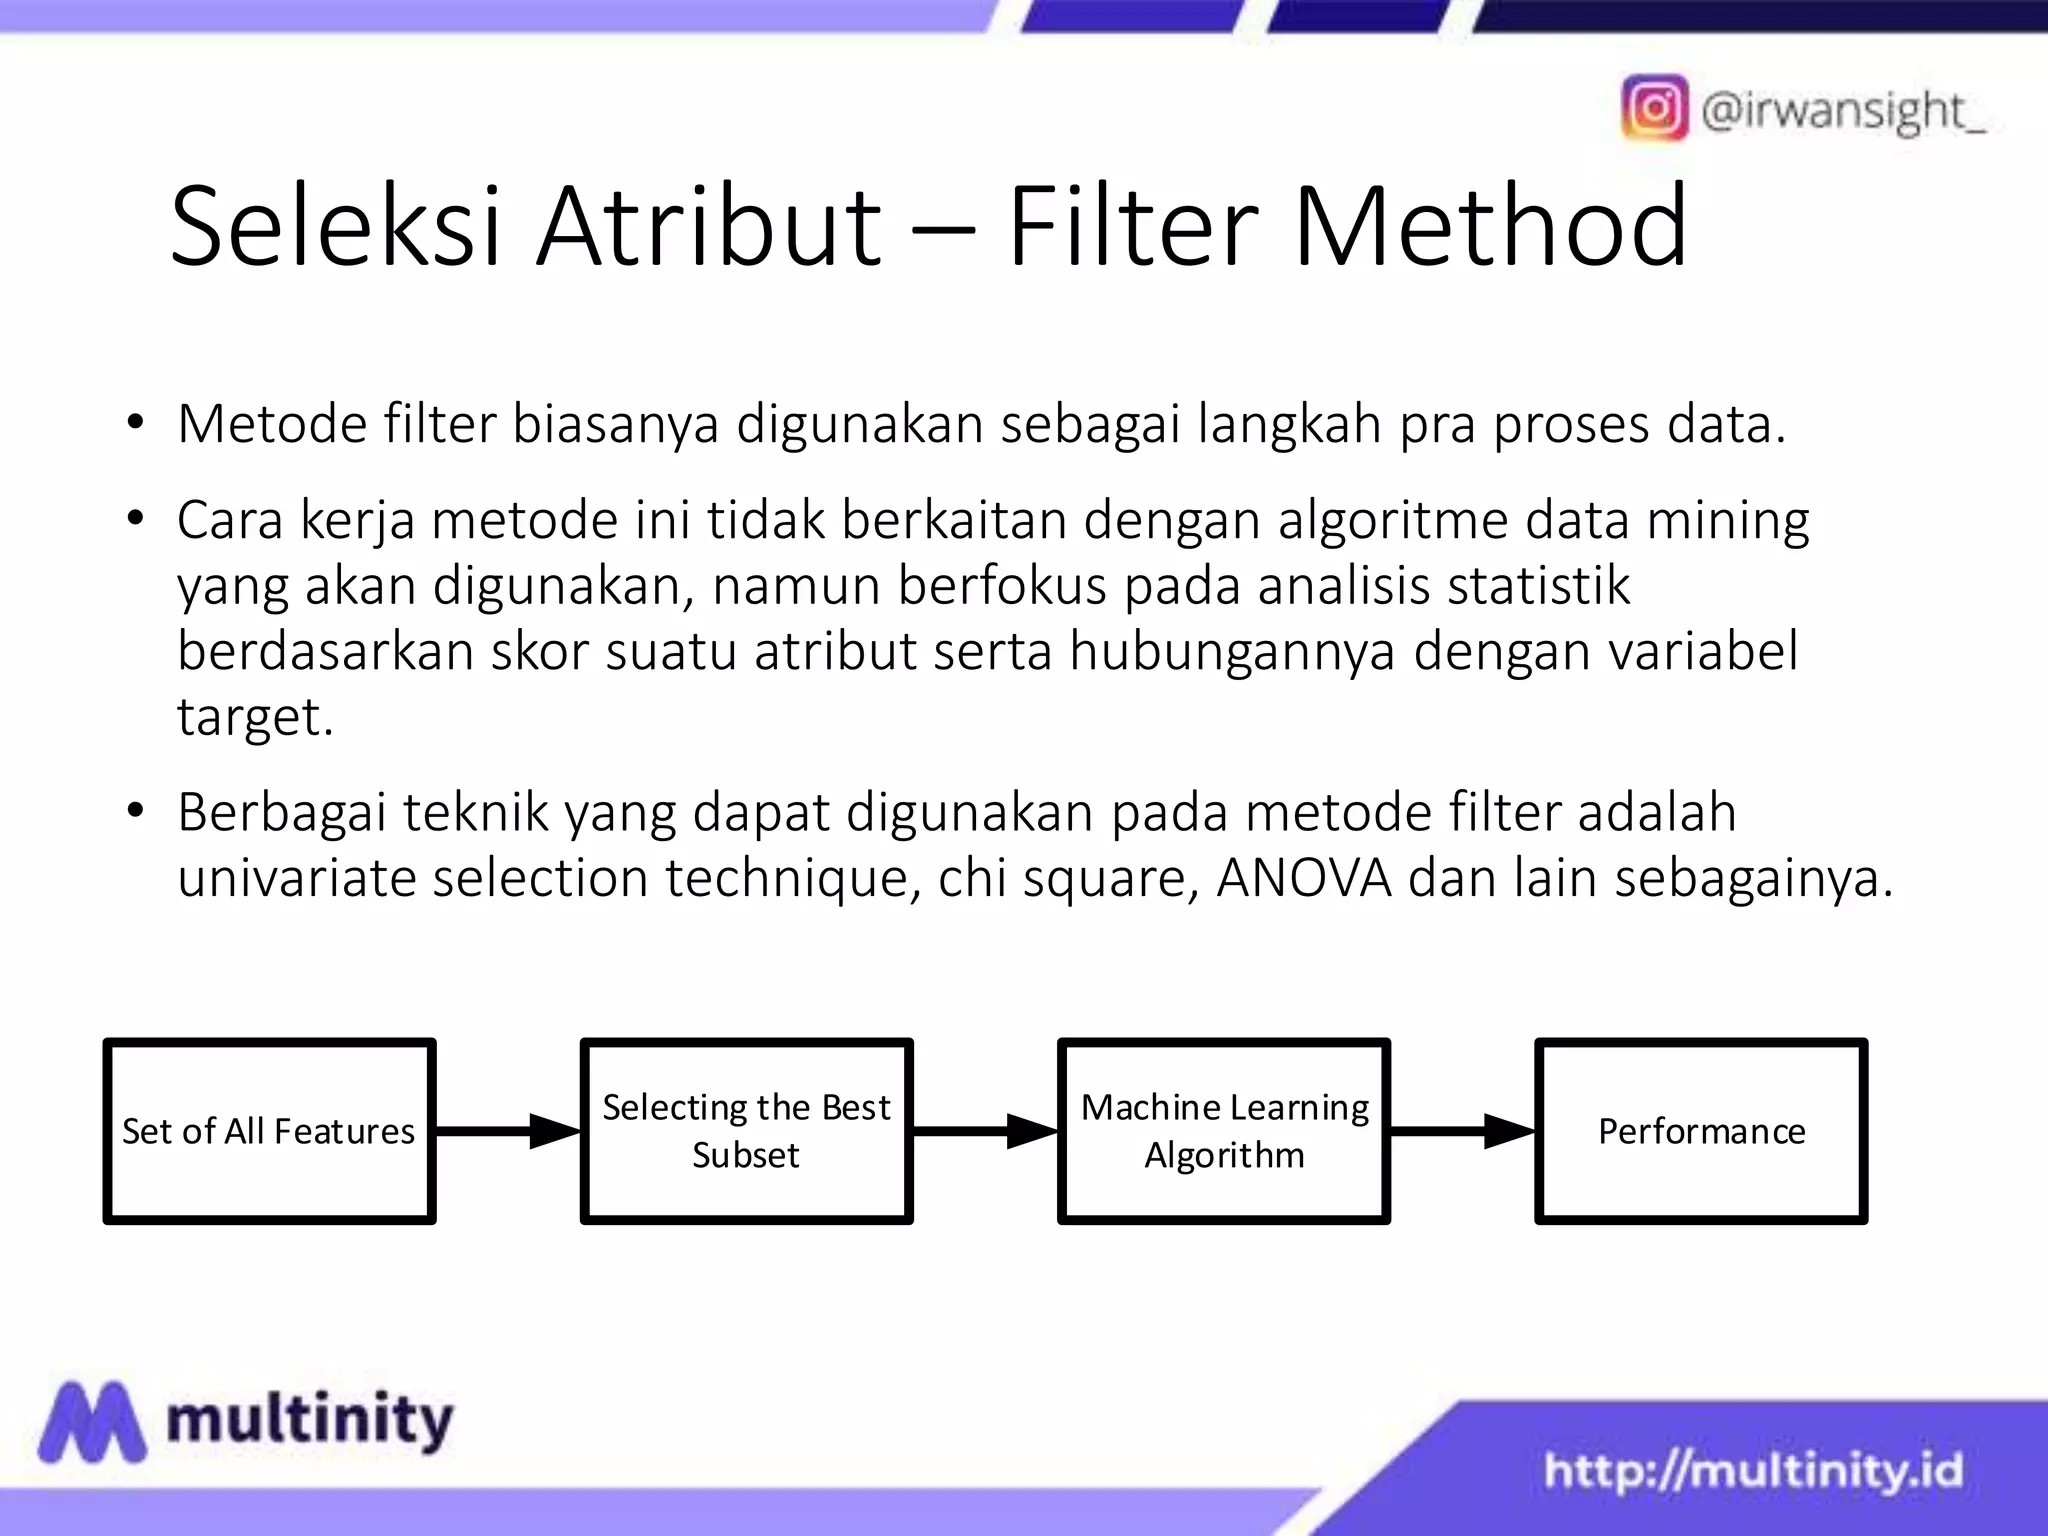 @irwansight_
Seleksi Atribut – Filter Method
• Metode filter biasanya digunakan sebagai langkah pra proses data.
• Cara kerja metode ini tidak berkaitan dengan algoritme data mining
yang akan digunakan, namun berfokus pada analisis statistik
berdasarkan skor suatu atribut serta hubungannya dengan variabel
target.
• Berbagai teknik yang dapat digunakan pada metode filter adalah
univariate selection technique, chi square, ANOVA dan lain sebagainya.
Set of All Features
Selecting the Best
Subset
Machine Learning
Algorithm
Performance
multinity
http://multinity.id